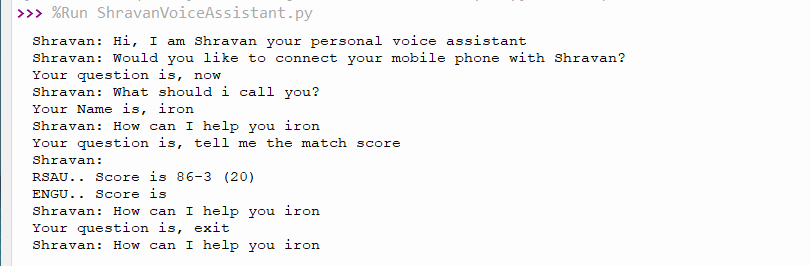 >>> %Run ShravanVoiceAssistant.py
Shravan: Hi, I am Shravan your personal voice assistant
Shravan: Would you like to connect your mobile phone with Shravan?
Your question is, now
Shravan: What should i call you?
Your Name is, iron
Shravan: How can I help you iron
Your question is, tell me the match score
Shravan:
RSAU.. Score is 86-3 (20)
ENGU.. Score is
Shravan: How can I help you iron
Your question is, exit
Shravan: How can I help you iron